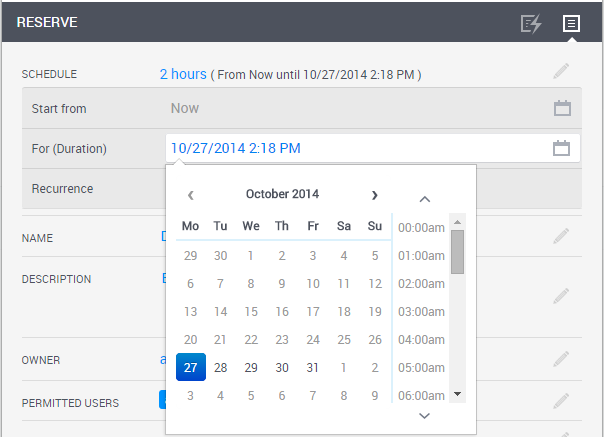 RESERVE
SCHEDULE 2 hours ( From Now until 10/27/2014 2:18 PM )
Start from Now
For (Duration) 10/27/2014 2:18 PM
Recurrence
‹ October 2014 ›
Mo Tu We Th Fr Sa Su
29 30 1 2 3 4 5
6 7 8 9 10 11 12
13 14 15 16 17 18 19
20 21 22 23 24 25 26
27 28 29 30 31 1 2
3 4 5 6 7 8 9
00:00am
01:00am
02:00am
03:00am
04:00am
05:00am
06:00am
NAME
DESCRIPTION
OWNER a
PERMITTED USERS